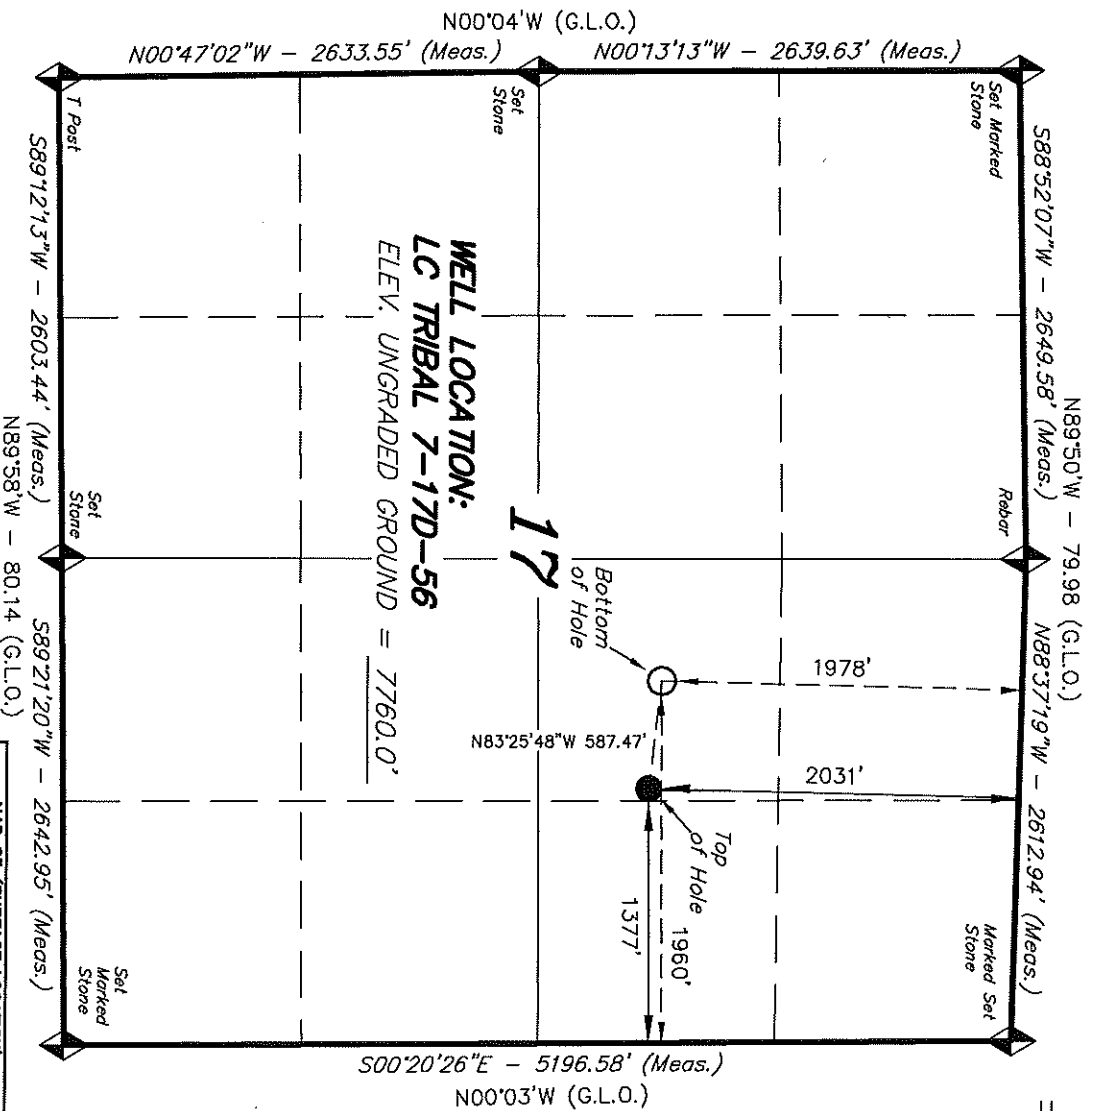 N00°04'W (G.L.O.)
N00°47'02"W – 2633.55' (Meas.)
N00°13'13"W – 2639.63' (Meas.)
T Post
Set
Stone
Set Marked
Stone
S89°12'13"W – 2603.44' (Meas.)
S88°52'07"W – 2649.58' (Meas.)
N89°50'W – 79.98 (G.L.O.)
WELL LOCATION:
LC TRIBAL 7–17D–56
ELEV. UNGRADED GROUND = 7760.0'
17
Rebar
Set
Stone
N89°58'W – 80.14 (G.L.O.)
Bottom
of Hole
1978'
N83°25'48"W 587.47'
2031'
Top
of Hole
1960'
1377'
N88°37'19"W – 2612.94' (Meas.)
S89°21'20"W – 2642.95' (Meas.)
Marked Set
Stone
Set
Marked
Stone
S00°20'26"E – 5196.58' (Meas.)
N00°03'W (G.L.O.)